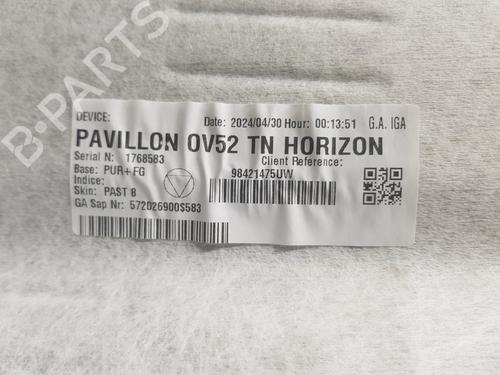 B-PARTS
DEVICE:
Date: 2024/04/30 Hour: 00:13:51 G.A. IGA
PAVILLON OV52 TN HORIZON
Serial N: 1768583
Client Reference:
Base: PUR+FG
98421475UW
Indice:
Skin: PAST 8
GA Sap Nr: 572026900S583